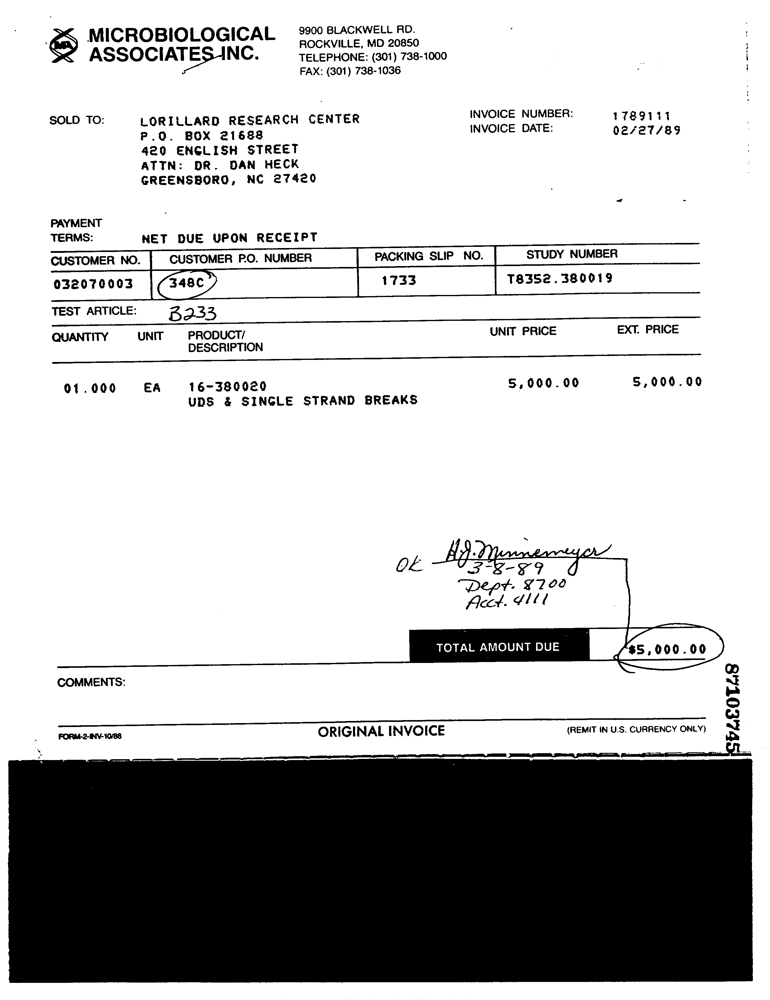 MICROBIOLOGICAL
ASSOCIATES INC.
9900 BLACKWELL RD.
ROCKVILLE, MD 20850
TELEPHONE: (301) 738-1000
FAX: (301) 738-1036
SOLD TO: LORILLARD RESEARCH CENTER
P.O. BOX 21688
420 ENGLISH STREET
ATTN: DR. DAN HECK
GREENSBORO, NC 27420
INVOICE NUMBER: 1789111
INVOICE DATE: 02/27/89
PAYMENT
TERMS: NET DUE UPON RECEIPT
CUSTOMER NO. CUSTOMER P.O. NUMBER PACKING SLIP NO. STUDY NUMBER
032070003 348C 1733 T8352.380019
TEST ARTICLE: B233
QUANTITY UNIT PRODUCT/ UNIT PRICE EXT. PRICE
DESCRIPTION
01.000 EA 16-380020 5,000.00 5,000.00
UDS & SINGLE STRAND BREAKS
OK H.J. Minnemeyer
3-8-89
Dept. 8700
Acct. 4111
TOTAL AMOUNT DUE $5,000.00
COMMENTS:
FORM-2-INV-10/88 ORIGINAL INVOICE (REMIT IN U.S. CURRENCY ONLY)
87103745